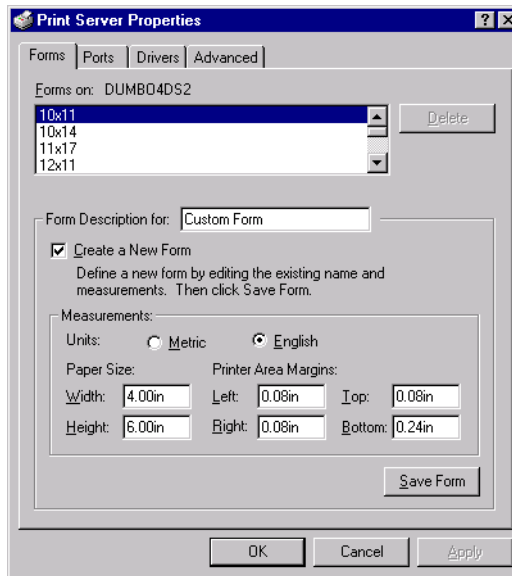 Print Server Properties
Forms Ports Drivers Advanced
Forms on: DUMBO4DS2
10x11
10x14
11x17
12x11
Delete
Form Description for: Custom Form
Create a New Form
Define a new form by editing the existing name and
measurements. Then click Save Form.
Measurements:
Units: Metric English
Paper Size: Printer Area Margins:
Width: 4.00in Left: 0.08in Top: 0.08in
Height: 6.00in Right: 0.08in Bottom: 0.24in
Save Form
OK Cancel Apply